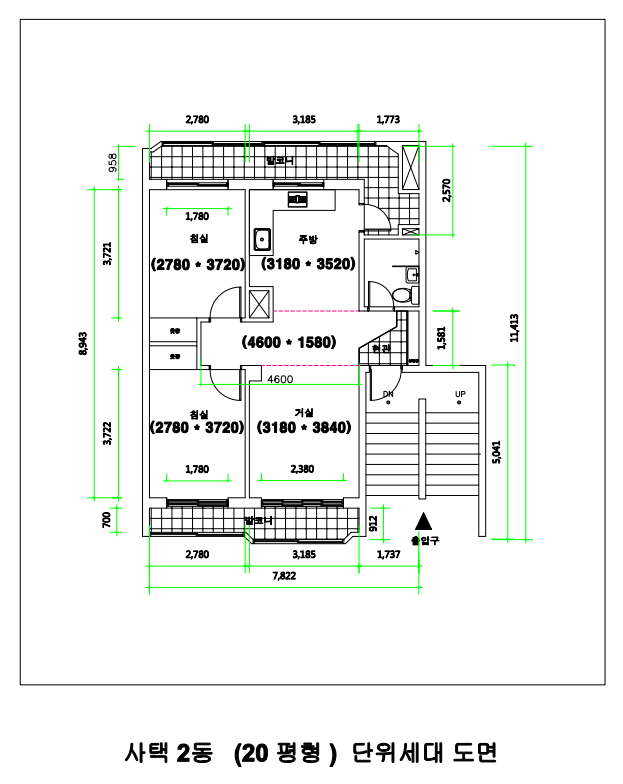 2,780 3,185 1,773
958
발코니
2,570
1,780
3,721
침실 주방
(2780 * 3720) (3180 * 3520)
11,413
8,943
(4600 * 1580)
1,581
현관
4600
DN UP
침실 거실
(2780 * 3720) (3180 * 3840)
3,722
5,041
1,780 2,380
700
발코니
912
출입구
2,780 3,185 1,737
7,822
사택 2동 (20 평형 ) 단위세대 도면